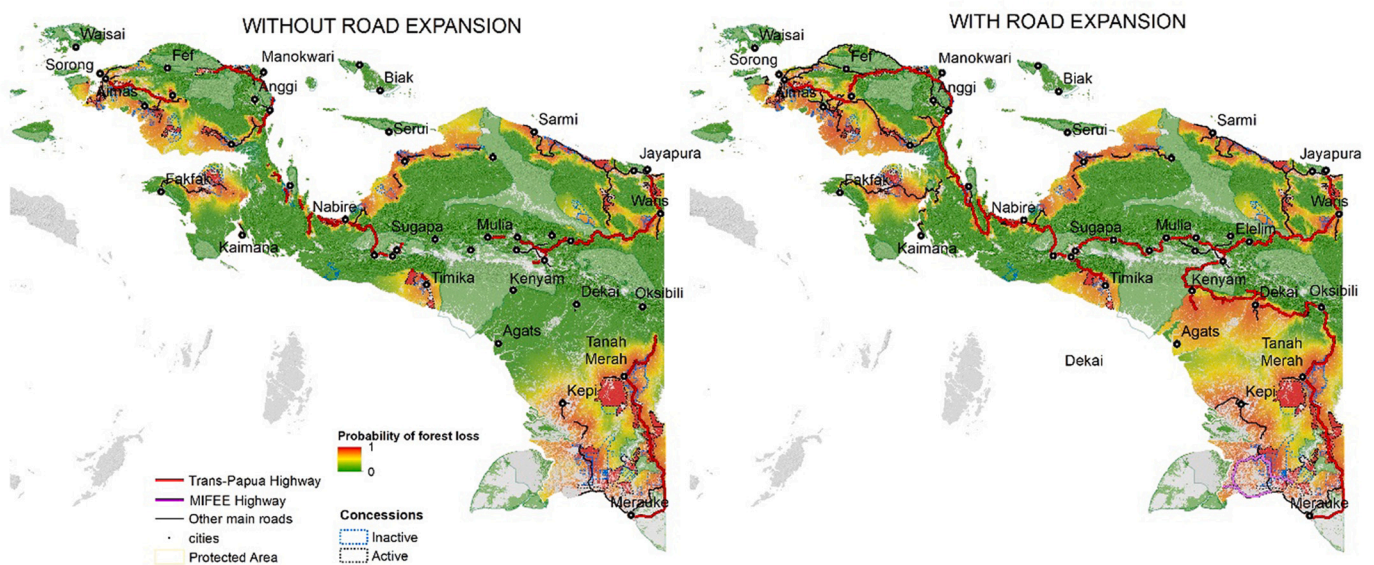 WITHOUT ROAD EXPANSION
Waisai
Sorong
Fef
Manokwari
Aimas
Anggi
Biak
Serui
Sarmi
Jayapura
Fakfak
Waris
Nabire
Kaimana
Sugapa
Mulia
Timika
Kenyam
Dekai
Oksibili
Agats
Tanah
Merah
Kepi
Merauke
Probability of forest loss
1
0
Trans-Papua Highway
MIFEE Highway
Other main roads
cities
Protected Area
Concessions
Inactive
Active
WITH ROAD EXPANSION
Waisai
Sorong
Fef
Manokwari
Aimas
Anggi
Biak
Serui
Sarmi
Jayapura
Fakfak
Waris
Nabire
Kaimana
Sugapa
Mulia
Elelim
Timika
Kenyam
Dekai
Oksibili
Agats
Tanah
Merah
Dekai
Kepi
Merauke